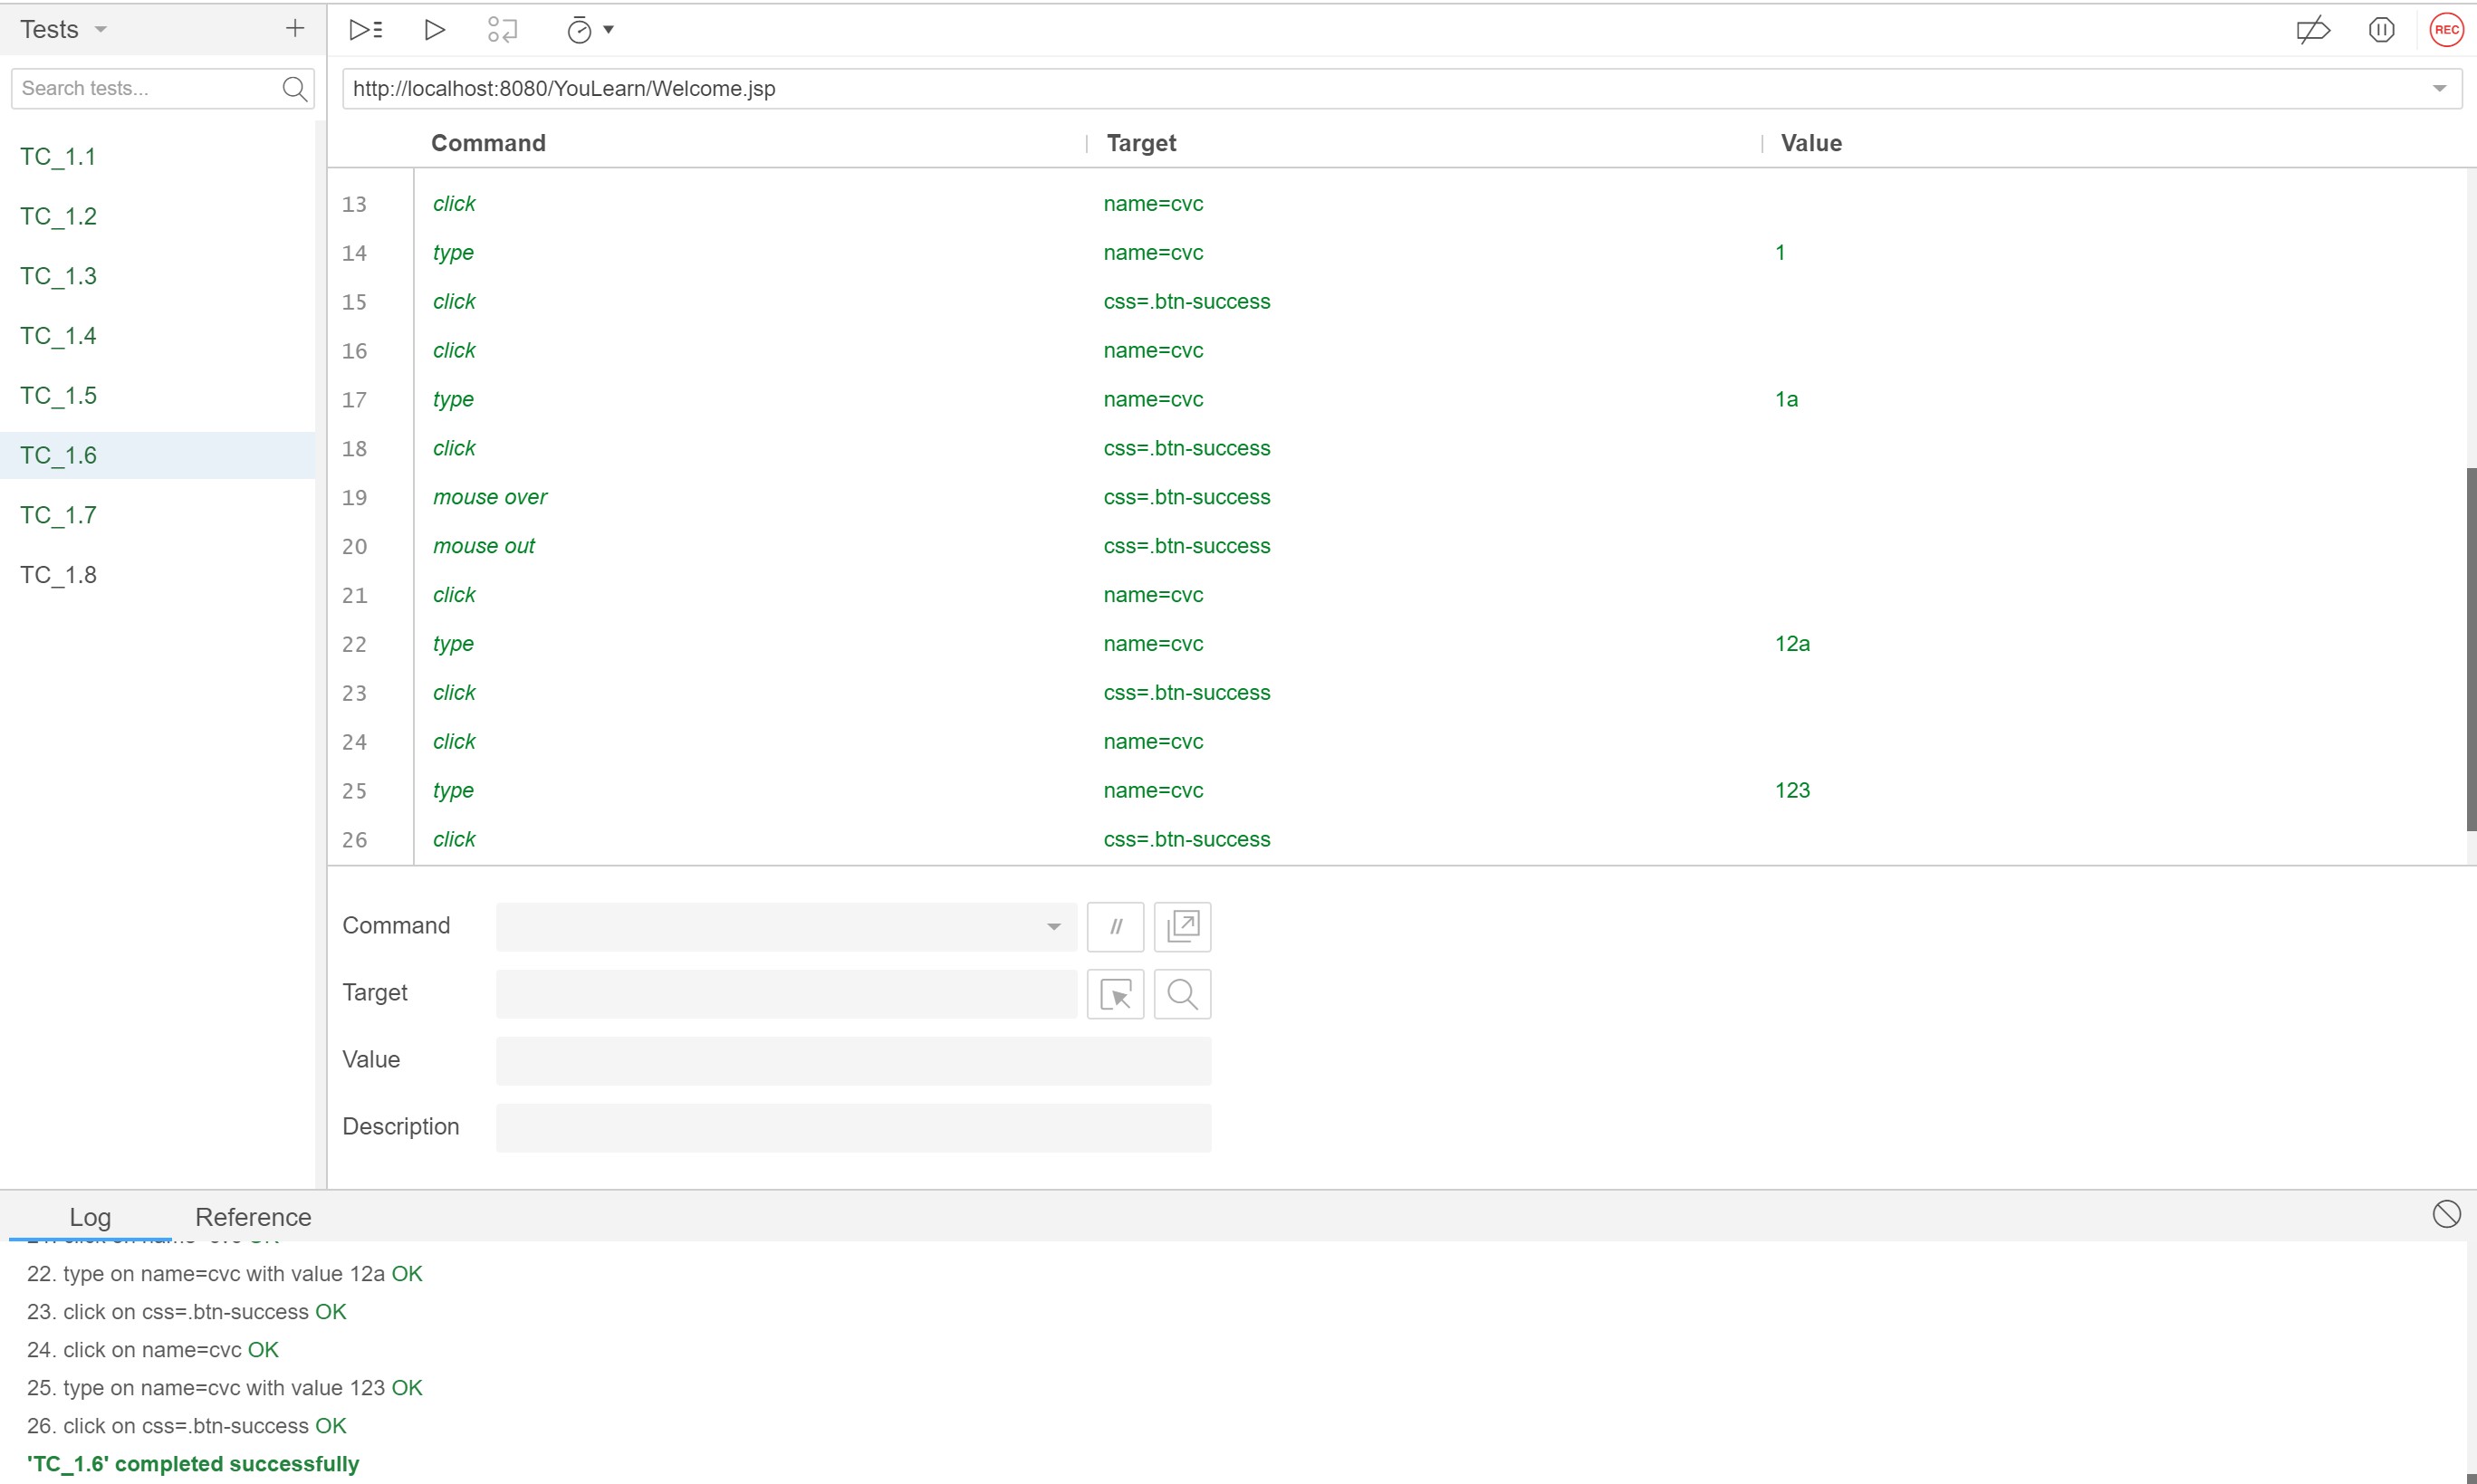 Tests
REC
Search tests...
http://localhost:8080/YouLearn/Welcome.jsp
Command Target Value
TC_1.1
TC_1.2
TC_1.3
TC_1.4
TC_1.5
TC_1.6
TC_1.7
TC_1.8
13 click name=cvc
14 type name=cvc 1
15 click css=.btn-success
16 click name=cvc
17 type name=cvc 1a
18 click css=.btn-success
19 mouse over css=.btn-success
20 mouse out css=.btn-success
21 click name=cvc
22 type name=cvc 12a
23 click css=.btn-success
24 click name=cvc
25 type name=cvc 123
26 click css=.btn-success
Command //
Target
Value
Description
Log Reference
22. type on name=cvc with value 12a OK
23. click on css=.btn-success OK
24. click on name=cvc OK
25. type on name=cvc with value 123 OK
26. click on css=.btn-success OK
'TC_1.6' completed successfully